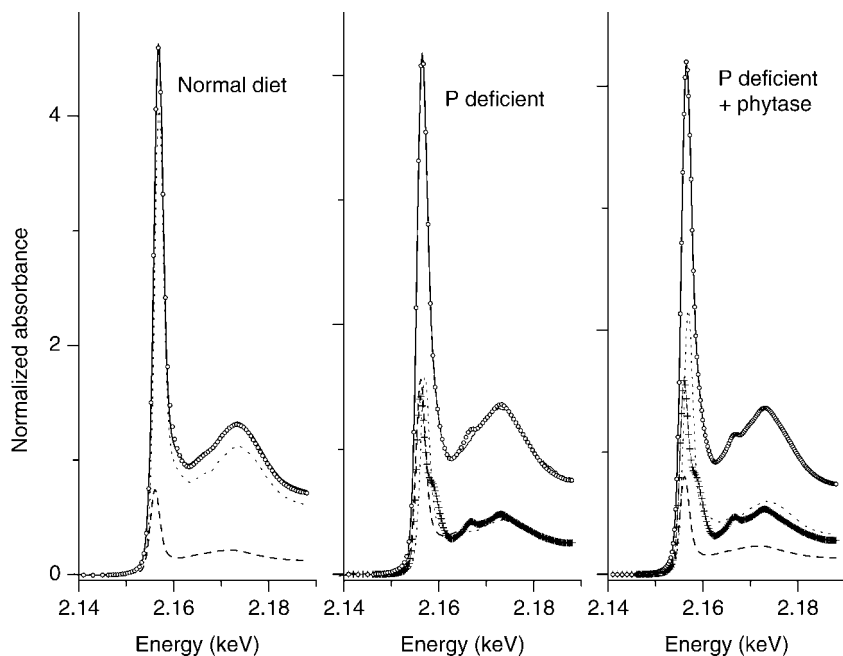 Normalized absorbance
4
2
0
Normal diet
P deficient
P deficient
+ phytase
2.14
2.16
2.18
2.14
2.16
2.18
2.14
2.16
2.18
Energy (keV)
Energy (keV)
Energy (keV)